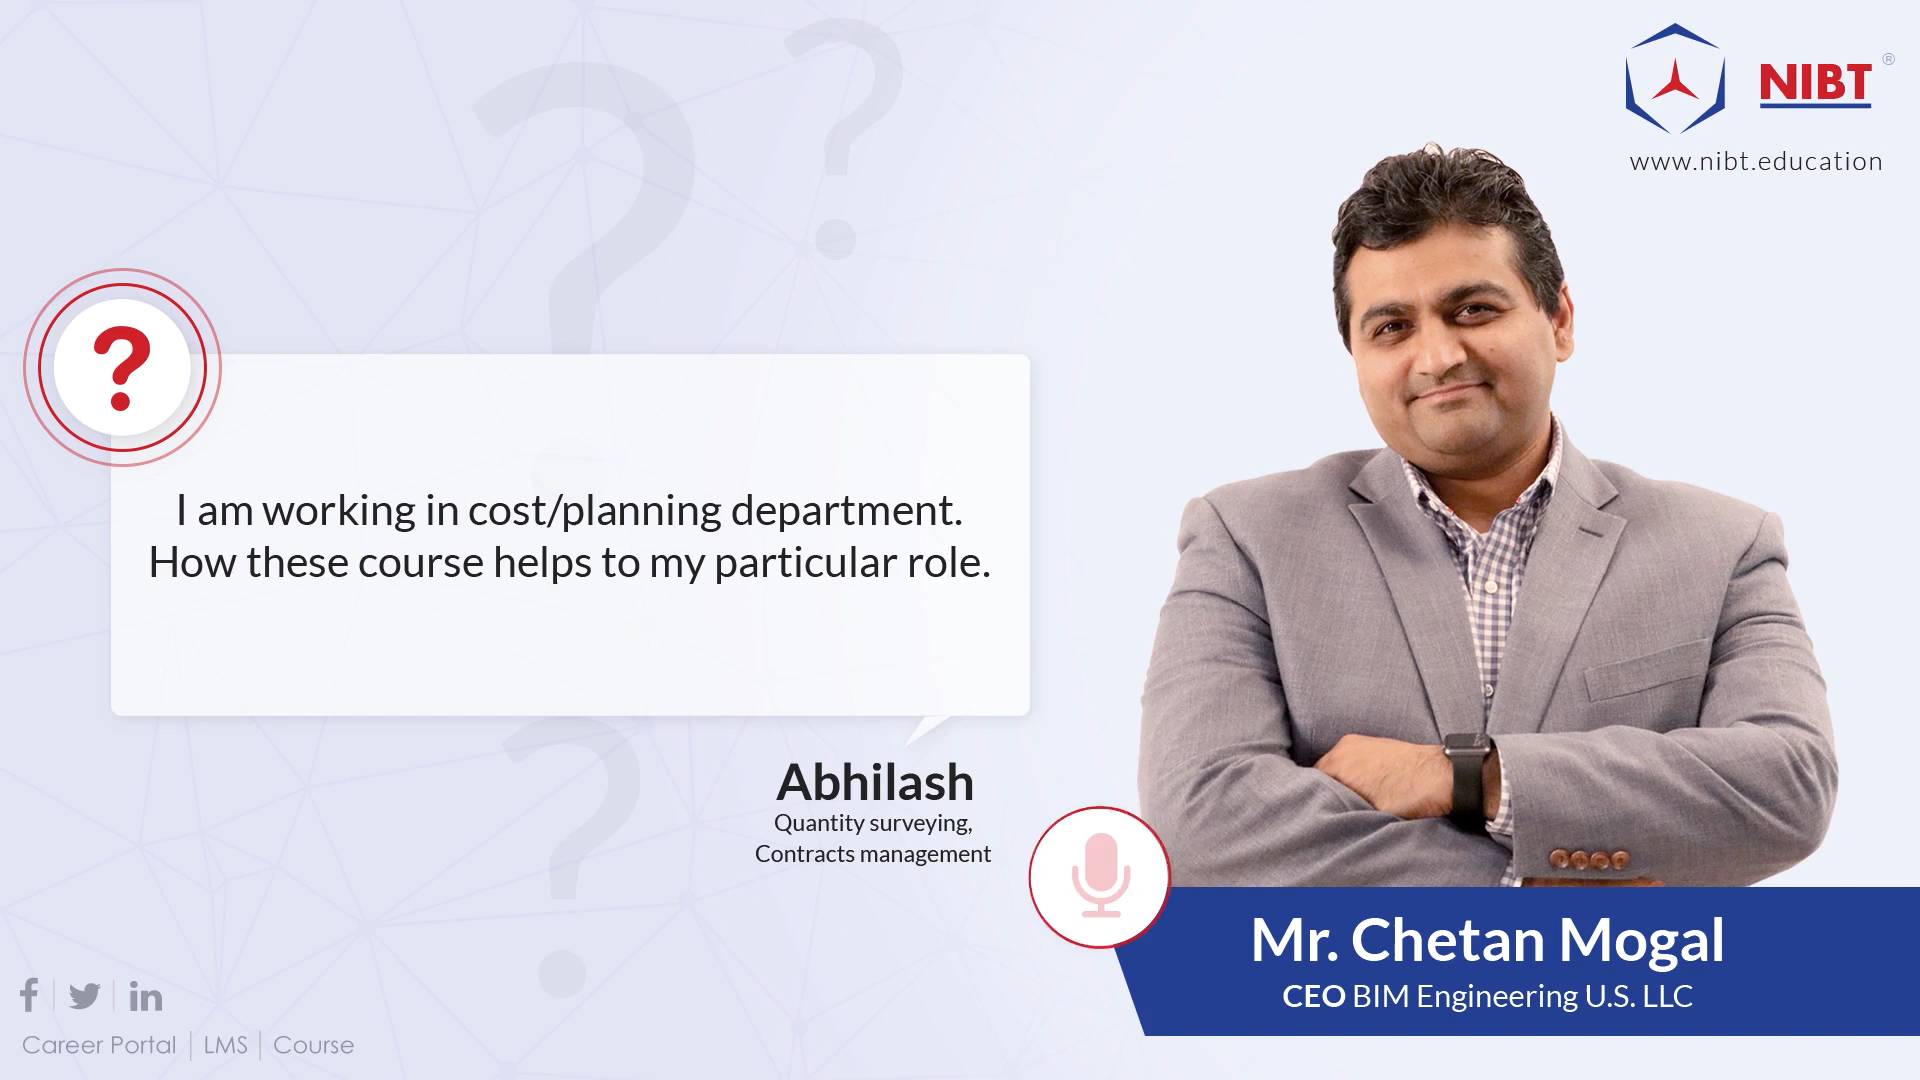 NIBT ®
www.nibt.education
?
I am working in cost/planning department.
How these course helps to my particular role.
Abhilash
Quantity surveying,
Contracts management
Mr. Chetan Mogal
CEO BIM Engineering U.S. LLC
Career Portal | LMS | Course